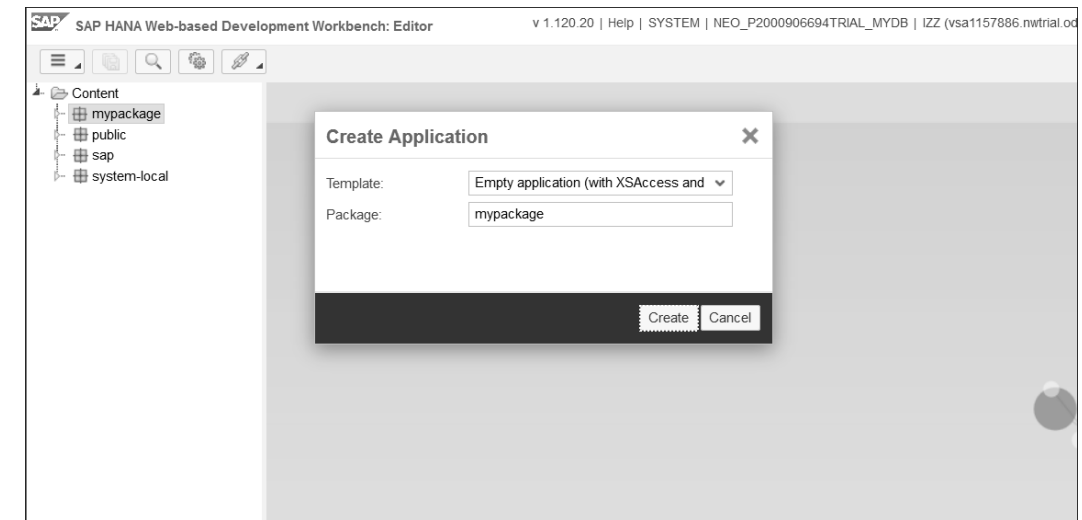 SAP SAP HANA Web-based Development Workbench: Editor v 1.120.20 | Help | SYSTEM | NEO_P2000906694TRIAL_MYDB | IZZ (vsa1157886.nwtrial.od
Content
mypackage
public
sap
system-local
Create Application
Template: Empty application (with XSAccess and
Package: mypackage
Create Cancel